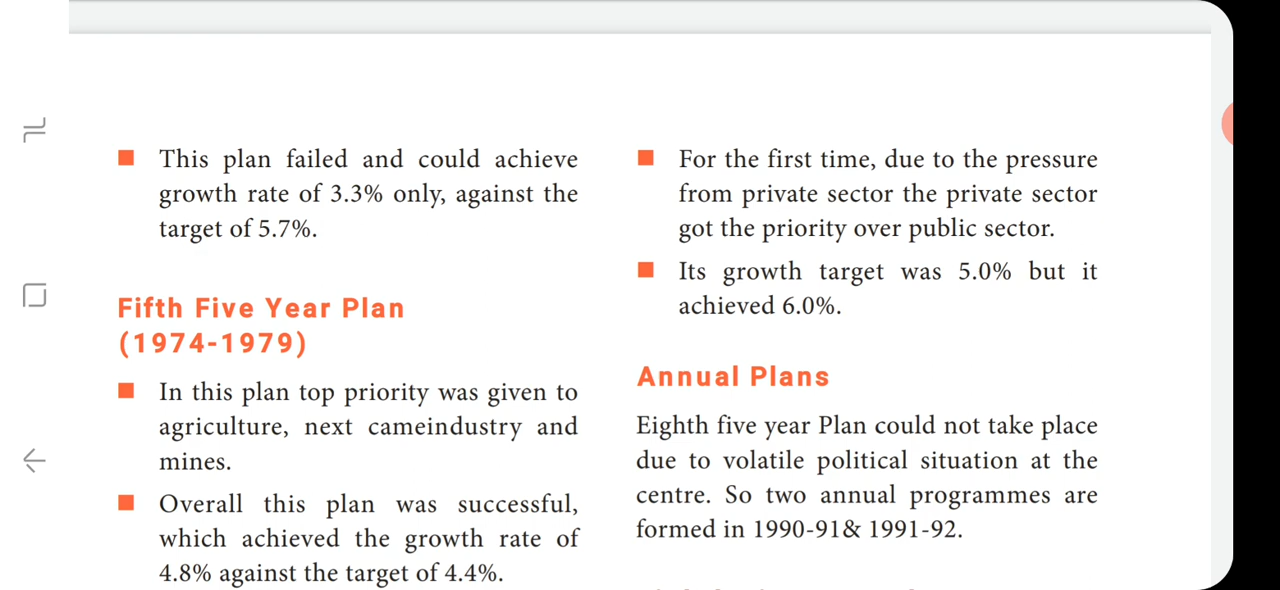 This plan failed and could achieve
growth rate of 3.3% only, against the
target of 5.7%.
Fifth Five Year Plan
(1974-1979)
In this plan top priority was given to
agriculture, next cameindustry and
mines.
Overall this plan was successful,
which achieved the growth rate of
4.8% against the target of 4.4%.
For the first time, due to the pressure
from private sector the private sector
got the priority over public sector.
Its growth target was 5.0% but it
achieved 6.0%.
Annual Plans
Eighth five year Plan could not take place
due to volatile political situation at the
centre. So two annual programmes are
formed in 1990-91& 1991-92.